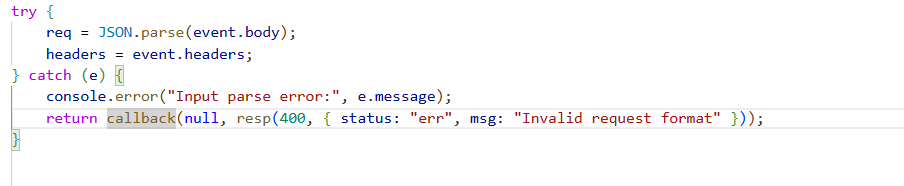 try {
    req = JSON.parse(event.body);
    headers = event.headers;
} catch (e) {
    console.error("Input parse error:", e.message);
    return callback(null, resp(400, { status: "err", msg: "Invalid request format" }));
}